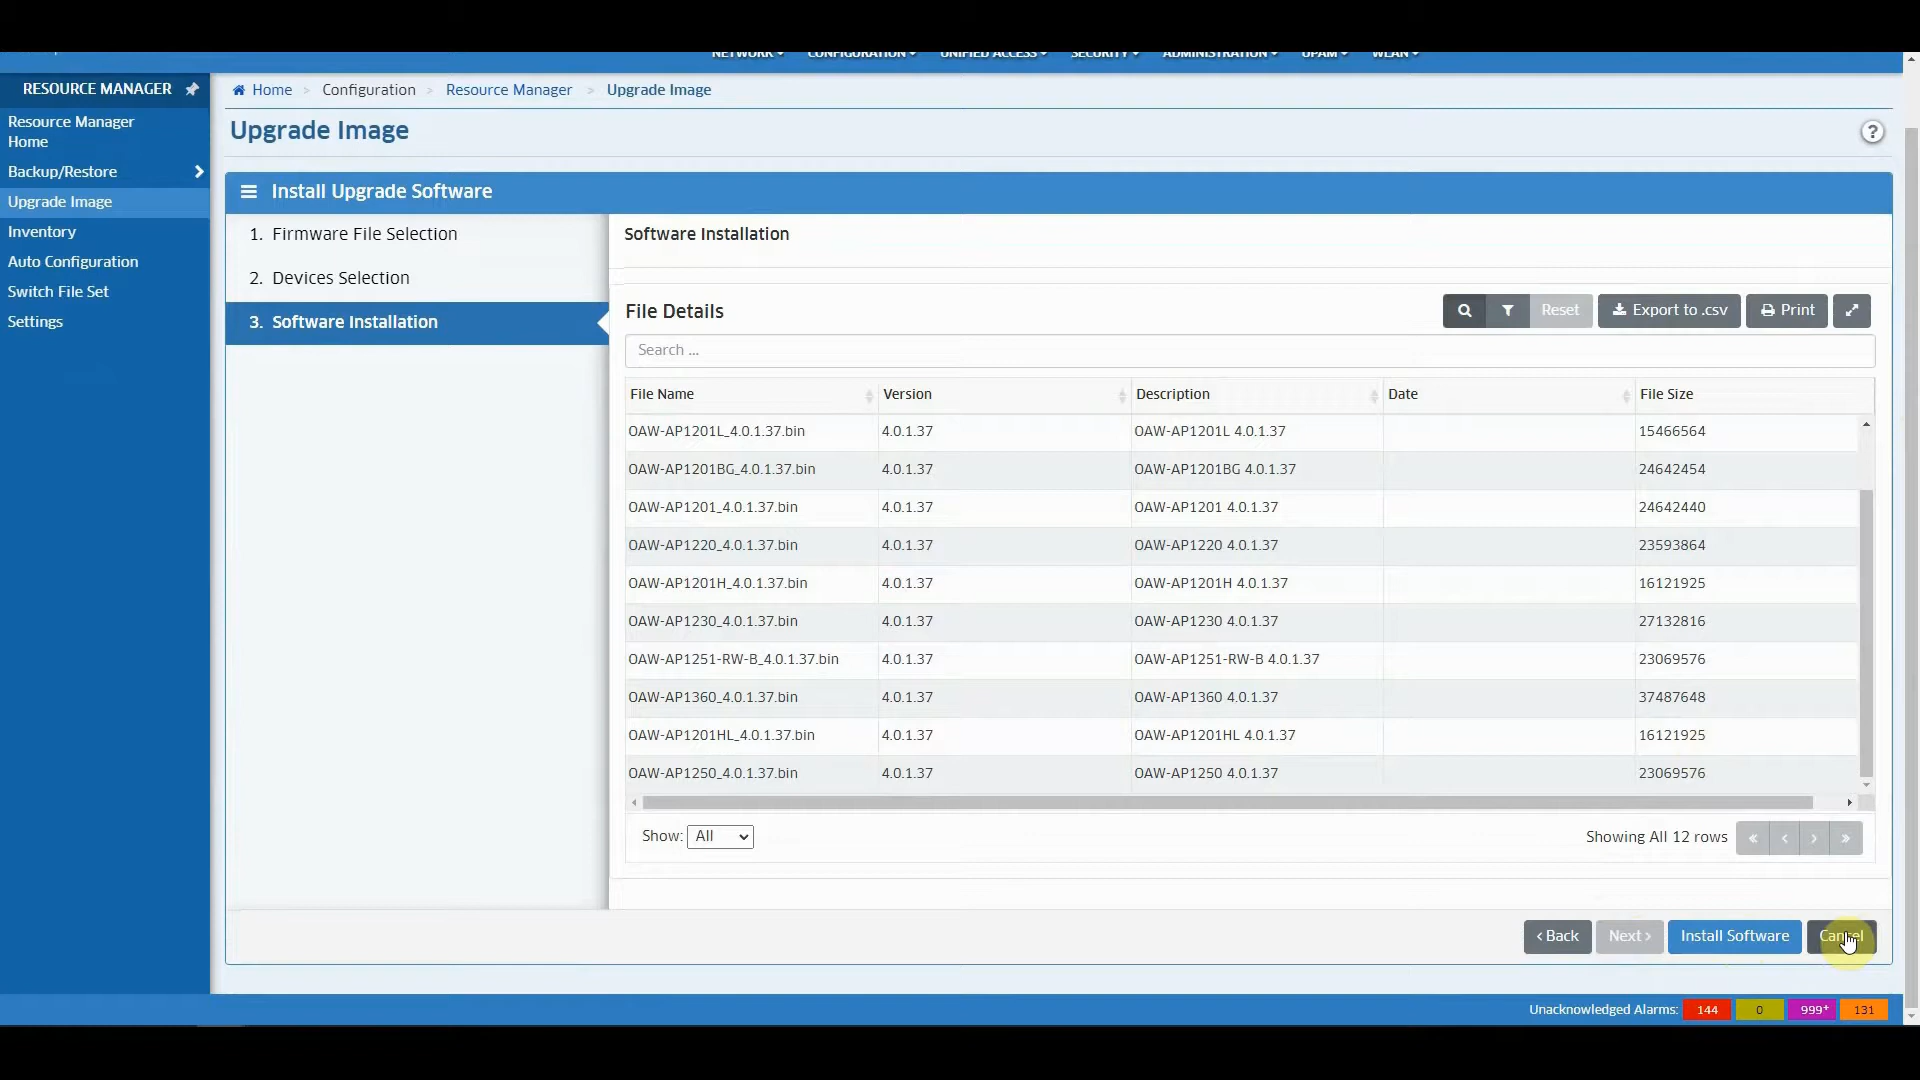 NETWORK CONFIGURATION UNIFIED ACCESS SECURITY ADMINISTRATION UPAM WLAN
RESOURCE MANAGER
Home > Configuration > Resource Manager > Upgrade Image
Resource Manager
Home
Backup/Restore
Upgrade Image
Inventory
Auto Configuration
Switch File Set
Settings
Upgrade Image
?
Install Upgrade Software
1. Firmware File Selection
2. Devices Selection
3. Software Installation
Software Installation
File Details
Reset Export to .csv Print
Search ...
File Name Version Description Date File Size
OAW-AP1201L_4.0.1.37.bin 4.0.1.37 OAW-AP1201L 4.0.1.37 15466564
OAW-AP1201BG_4.0.1.37.bin 4.0.1.37 OAW-AP1201BG 4.0.1.37 24642454
OAW-AP1201_4.0.1.37.bin 4.0.1.37 OAW-AP1201 4.0.1.37 24642440
OAW-AP1220_4.0.1.37.bin 4.0.1.37 OAW-AP1220 4.0.1.37 23593864
OAW-AP1201H_4.0.1.37.bin 4.0.1.37 OAW-AP1201H 4.0.1.37 16121925
OAW-AP1230_4.0.1.37.bin 4.0.1.37 OAW-AP1230 4.0.1.37 27132816
OAW-AP1251-RW-B_4.0.1.37.bin 4.0.1.37 OAW-AP1251-RW-B 4.0.1.37 23069576
OAW-AP1360_4.0.1.37.bin 4.0.1.37 OAW-AP1360 4.0.1.37 37487648
OAW-AP1201HL_4.0.1.37.bin 4.0.1.37 OAW-AP1201HL 4.0.1.37 16121925
OAW-AP1250_4.0.1.37.bin 4.0.1.37 OAW-AP1250 4.0.1.37 23069576
Show: All Showing All 12 rows « ‹ › »
‹ Back Next › Install Software Cancel
Unacknowledged Alarms: 144 0 999+ 131